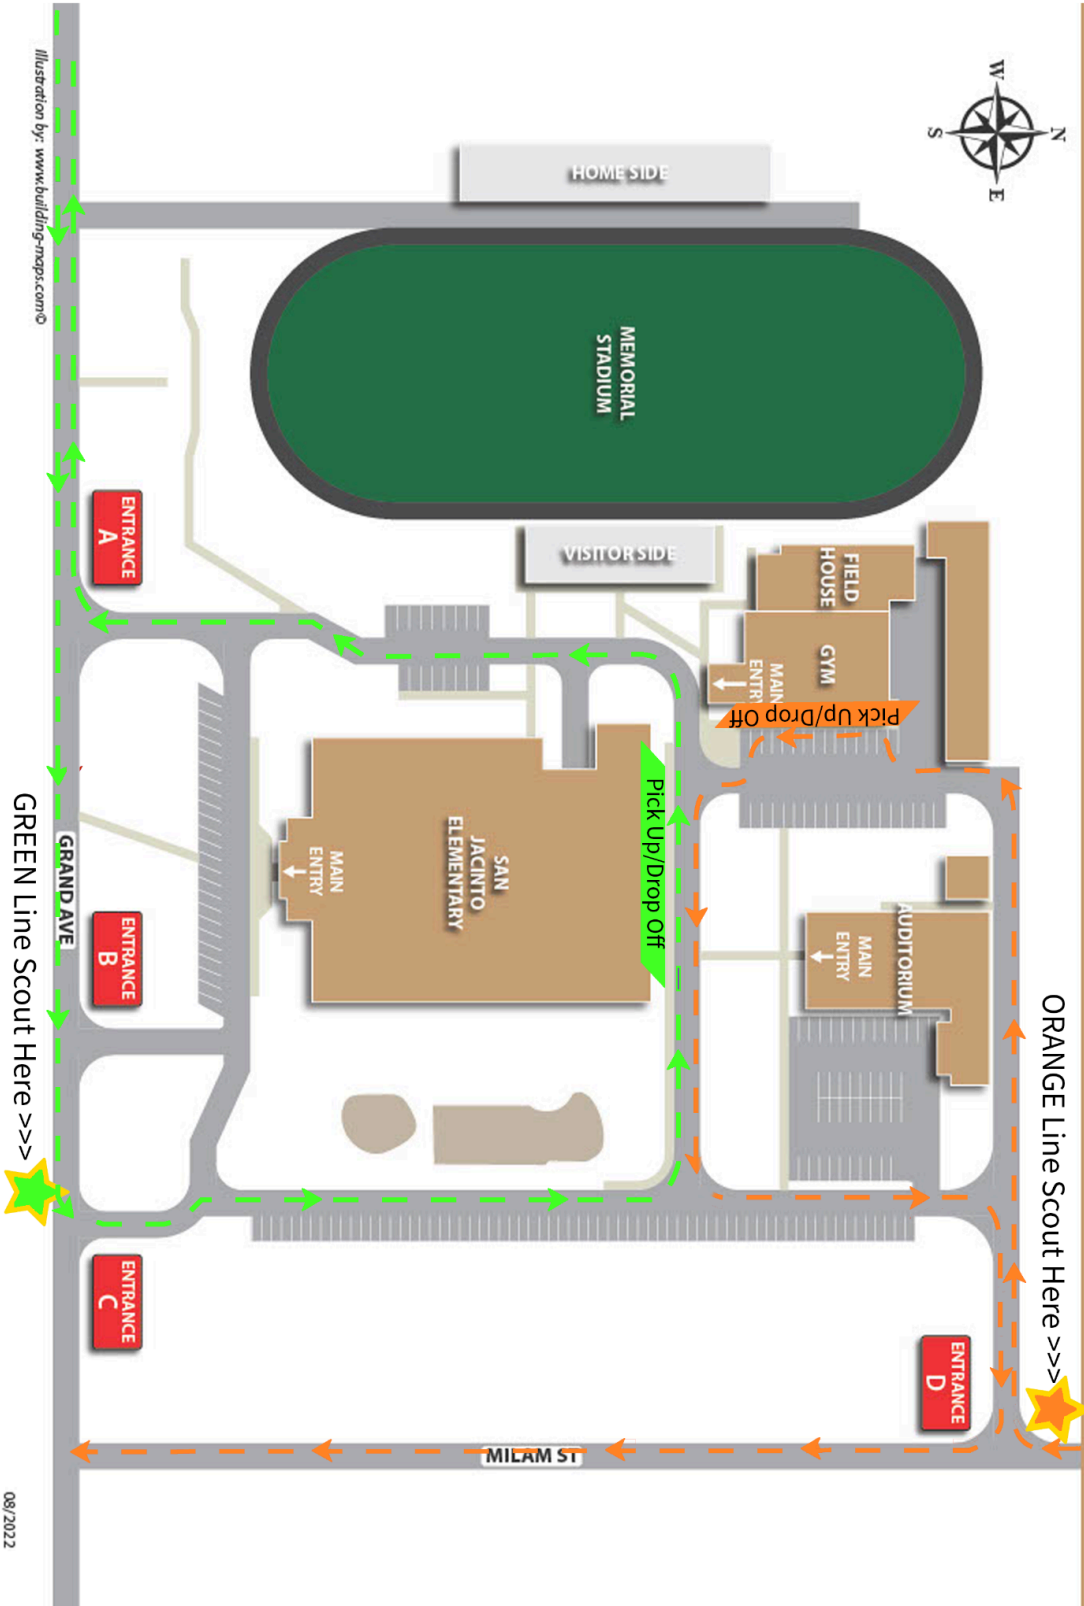 W
N
S
E
Illustration by: www.building-maps.com©
HOME SIDE
MEMORIAL
STADIUM
VISITOR SIDE
FIELD
HOUSE
GYM
MAIN
ENTRY
Pick Up/Drop Off
ENTRANCE
A
SAN
JACINTO
ELEMENTARY
MAIN
ENTRY
Pick Up/Drop Off
AUDITORIUM
MAIN
ENTRY
GRAND AVE
ENTRANCE
B
GREEN Line Scout Here >>>
ORANGE Line Scout Here >>>
ENTRANCE
C
ENTRANCE
D
MILAM ST
08/2022